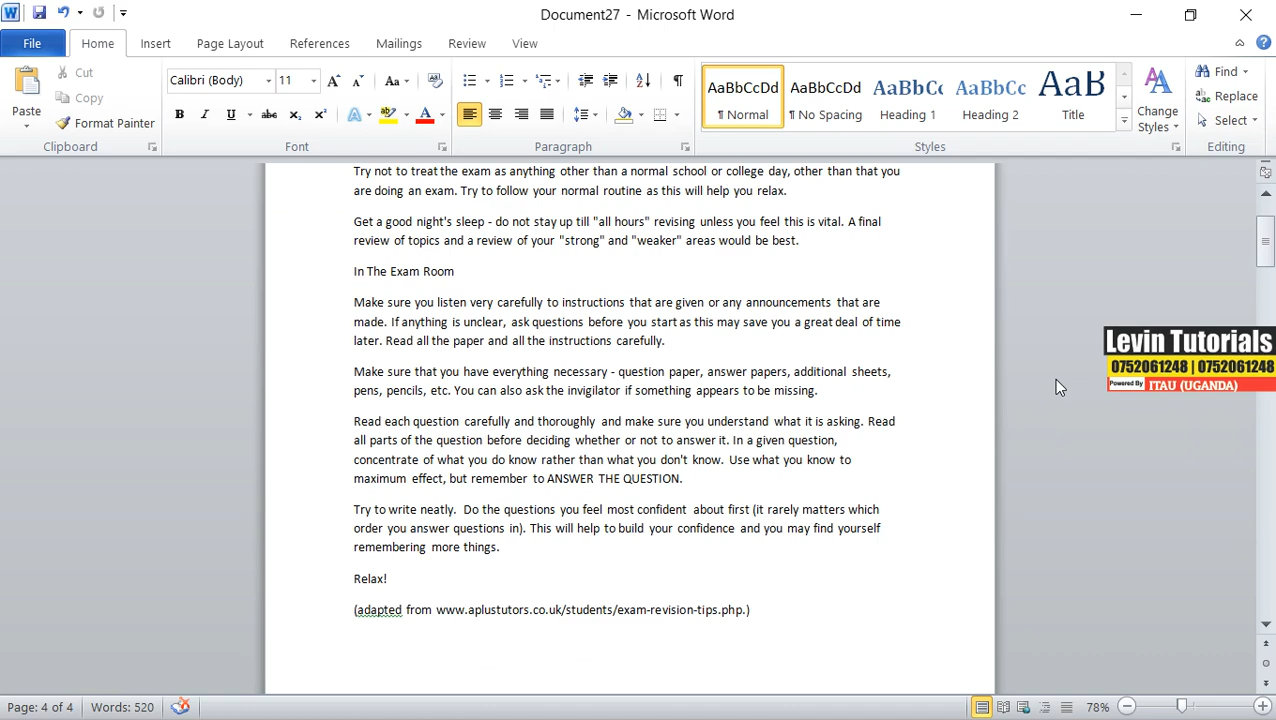 Document27 - Microsoft Word
File Home Insert Page Layout References Mailings Review View
Paste
Cut
Copy
Format Painter
Clipboard
Calibri (Body) 11
Font
Paragraph
AaBbCcDd AaBbCcDd AaBbCc AaBbCc AaB
¶ Normal ¶ No Spacing Heading 1 Heading 2 Title
Change Styles
Styles
Find
Replace
Select
Editing
Try not to treat the exam as anything other than a normal school or college day, other than that you
are doing an exam. Try to follow your normal routine as this will help you relax.
Get a good night's sleep - do not stay up till "all hours" revising unless you feel this is vital. A final
review of topics and a review of your "strong" and "weaker" areas would be best.
In The Exam Room
Make sure you listen very carefully to instructions that are given or any announcements that are
made. If anything is unclear, ask questions before you start as this may save you a great deal of time
later. Read all the paper and all the instructions carefully.
Make sure that you have everything necessary - question paper, answer papers, additional sheets,
pens, pencils, etc. You can also ask the invigilator if something appears to be missing.
Read each question carefully and thoroughly and make sure you understand what it is asking. Read
all parts of the question before deciding whether or not to answer it. In a given question,
concentrate of what you do know rather than what you don't know. Use what you know to
maximum effect, but remember to ANSWER THE QUESTION.
Try to write neatly. Do the questions you feel most confident about first (it rarely matters which
order you answer questions in). This will help to build your confidence and you may find yourself
remembering more things.
Relax!
(adapted from www.aplustutors.co.uk/students/exam-revision-tips.php.)
Levin Tutorials
0752061248 | 0752061248
Powered By ITAU (UGANDA)
Page: 4 of 4 Words: 520 78%